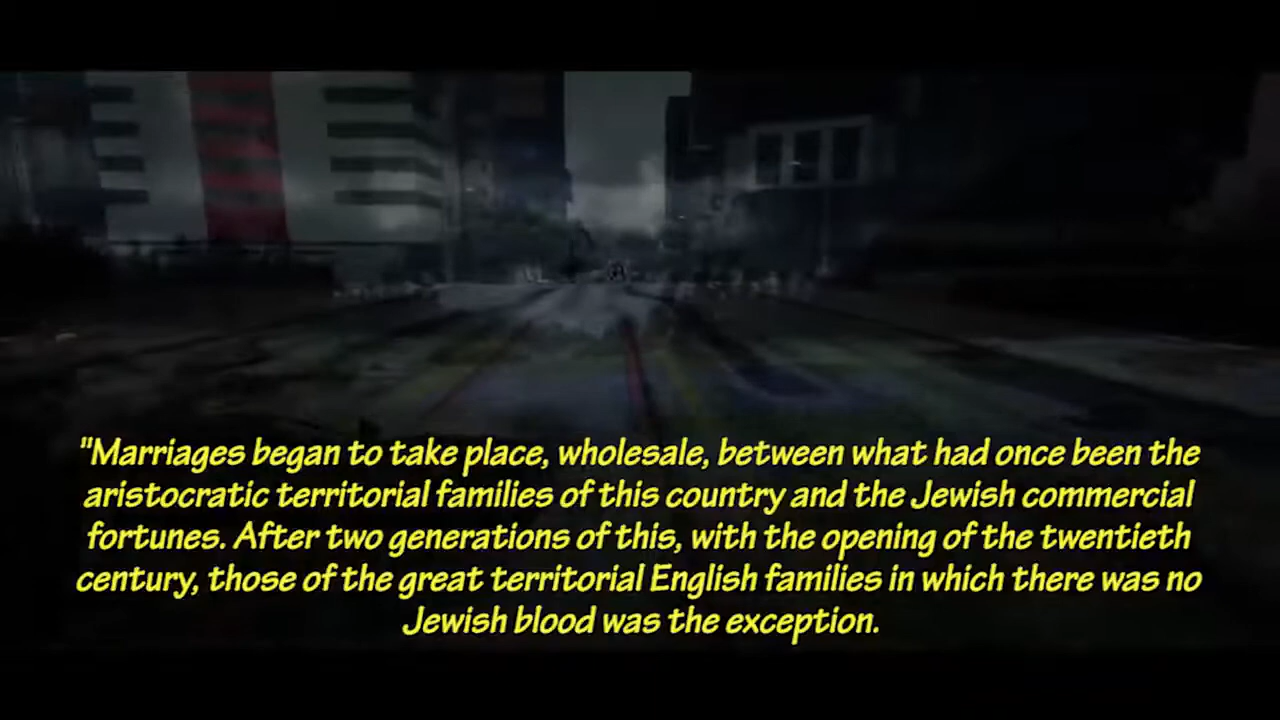 "Marriages began to take place, wholesale, between what had once been the
aristocratic territorial families of this country and the Jewish commercial
fortunes. After two generations of this, with the opening of the twentieth
century, those of the great territorial English families in which there was no
Jewish blood was the exception.